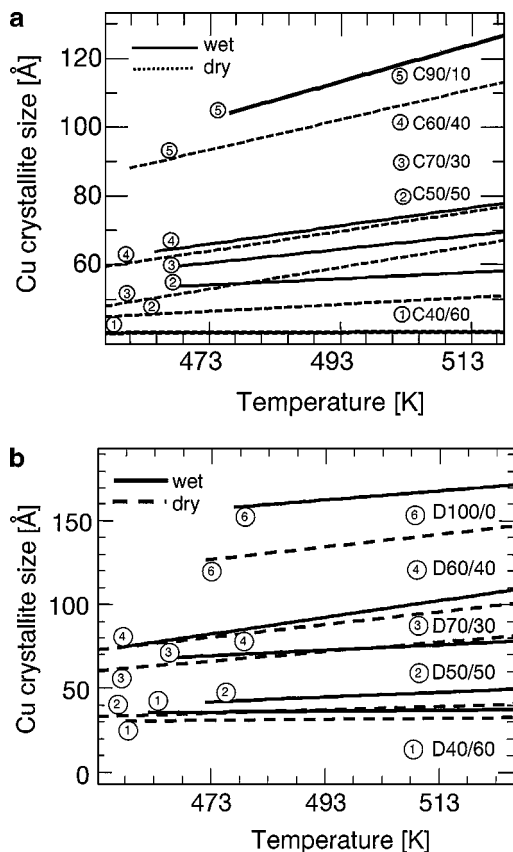 a
Cu crystallite size [Å]
120
100
80
60
wet
dry
⑤ C90/10
④ C60/40
③ C70/30
② C50/50
① C40/60
⑤
⑤
④
④
③
③
②
②
①
473
493
513
Temperature [K]
b
Cu crystallite size [Å]
150
100
50
0
wet
dry
⑥ D100/0
④ D60/40
③ D70/30
② D50/50
① D40/60
⑥
⑥
④
④
③
③
②
②
①
①
473
493
513
Temperature [K]